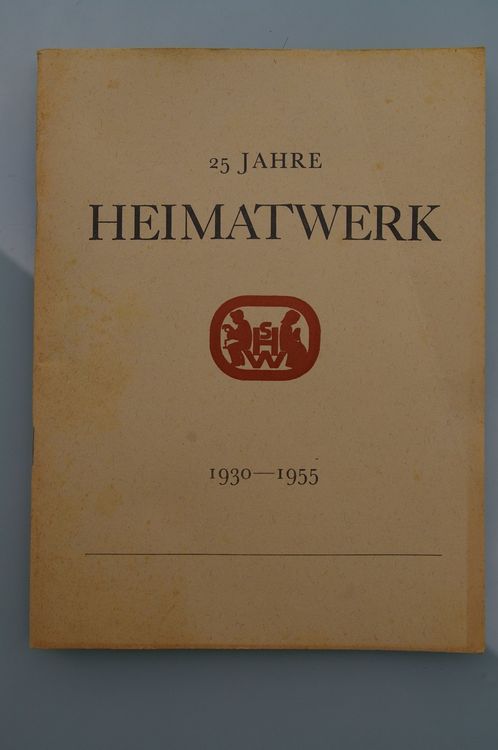 25 JAHRE
HEIMATWERK
S
H
W
1930—1955